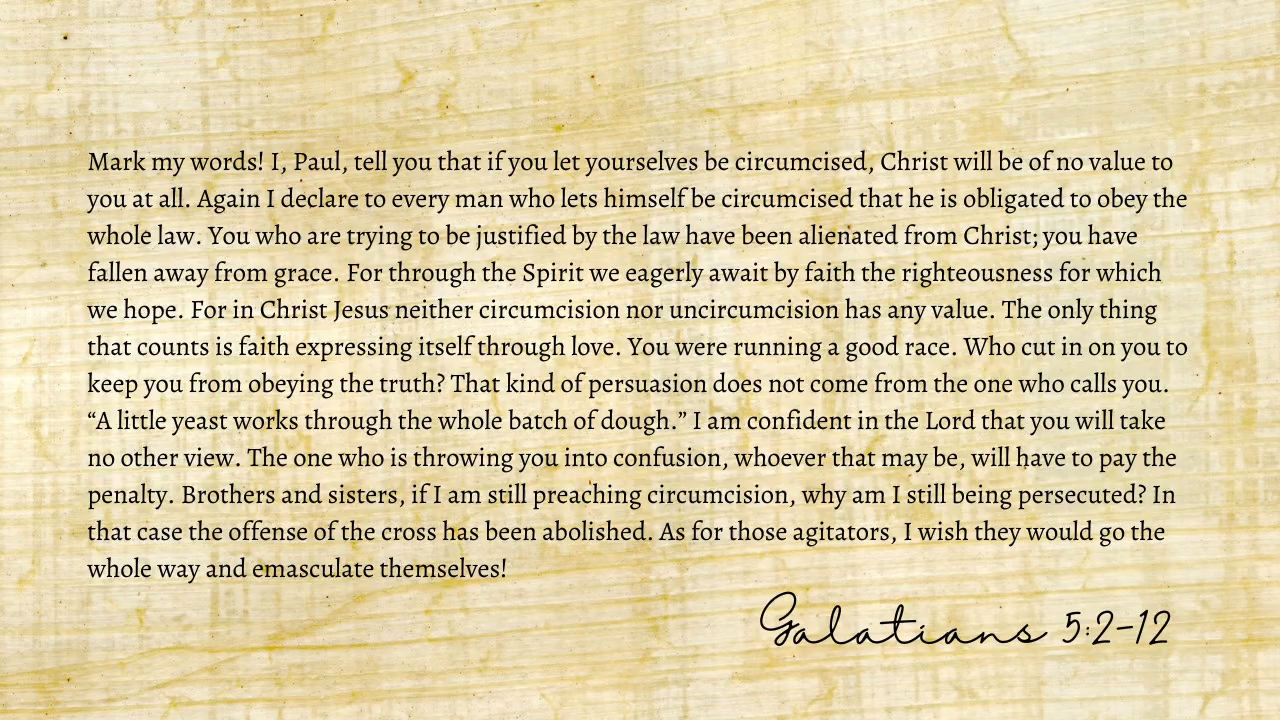 Mark my words! I, Paul, tell you that if you let yourselves be circumcised, Christ will be of no value to
you at all. Again I declare to every man who lets himself be circumcised that he is obligated to obey the
whole law. You who are trying to be justified by the law have been alienated from Christ; you have
fallen away from grace. For through the Spirit we eagerly await by faith the righteousness for which
we hope. For in Christ Jesus neither circumcision nor uncircumcision has any value. The only thing
that counts is faith expressing itself through love. You were running a good race. Who cut in on you to
keep you from obeying the truth? That kind of persuasion does not come from the one who calls you.
“A little yeast works through the whole batch of dough.” I am confident in the Lord that you will take
no other view. The one who is throwing you into confusion, whoever that may be, will have to pay the
penalty. Brothers and sisters, if I am still preaching circumcision, why am I still being persecuted? In
that case the offense of the cross has been abolished. As for those agitators, I wish they would go the
whole way and emasculate themselves!
Galatians 5:2-12